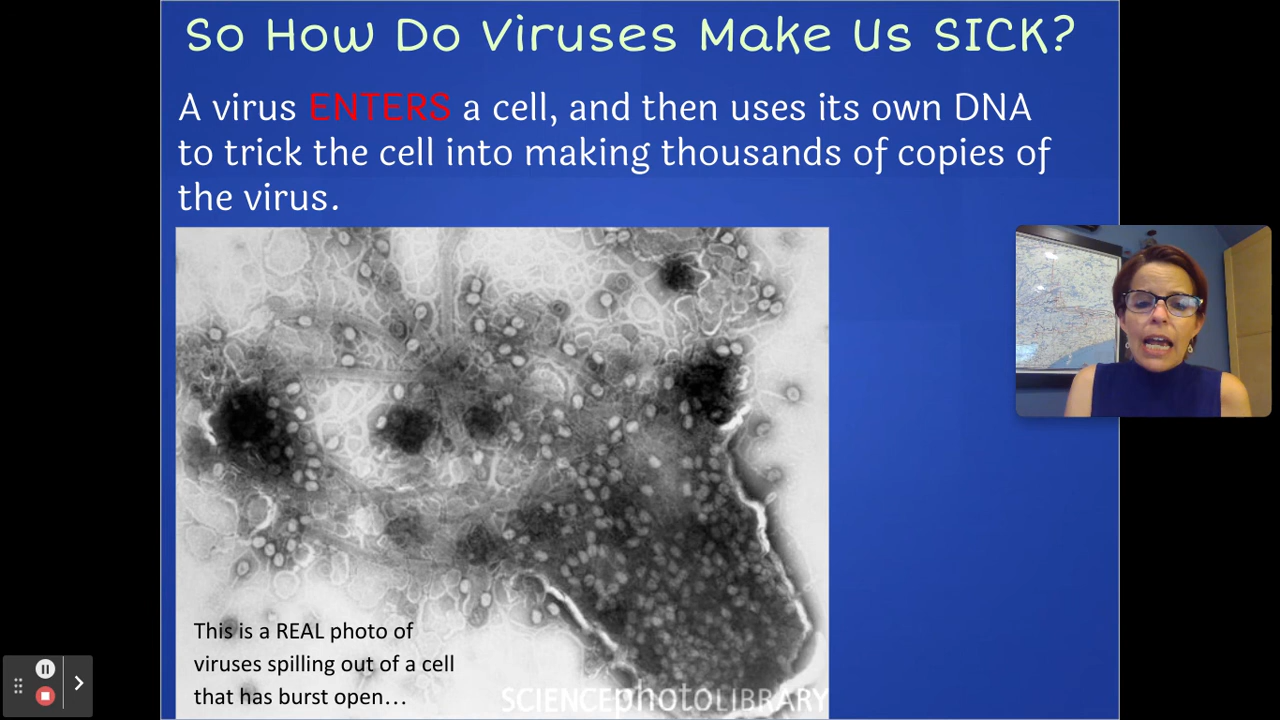 So How Do Viruses Make Us SICK?
A virus ENTERS a cell, and then uses its own DNA
to trick the cell into making thousands of copies of
the virus.
This is a REAL photo of
viruses spilling out of a cell
that has burst open...
SCIENCEphotoLIBRARY